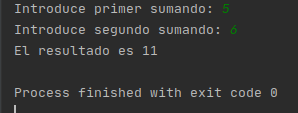 Introduce primer sumando: 5
Introduce segundo sumando: 6
El resultado es 11
Process finished with exit code 0